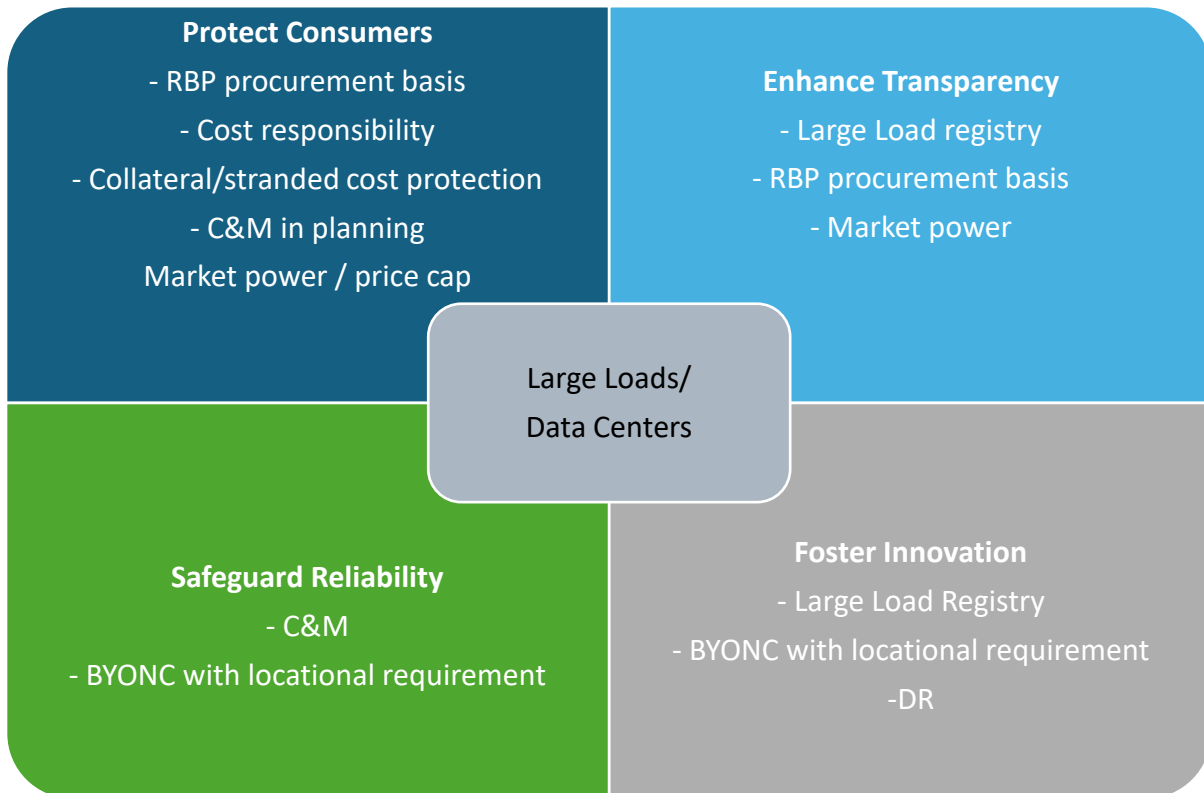 Protect Consumers
- RBP procurement basis
- Cost responsibility
- Collateral/stranded cost protection
- C&M in planning
Market power / price cap
Enhance Transparency
- Large Load registry
- RBP procurement basis
- Market power
Large Loads/
Data Centers
Safeguard Reliability
- C&M
- BYONC with locational requirement
Foster Innovation
- Large Load Registry
- BYONC with locational requirement
-DR